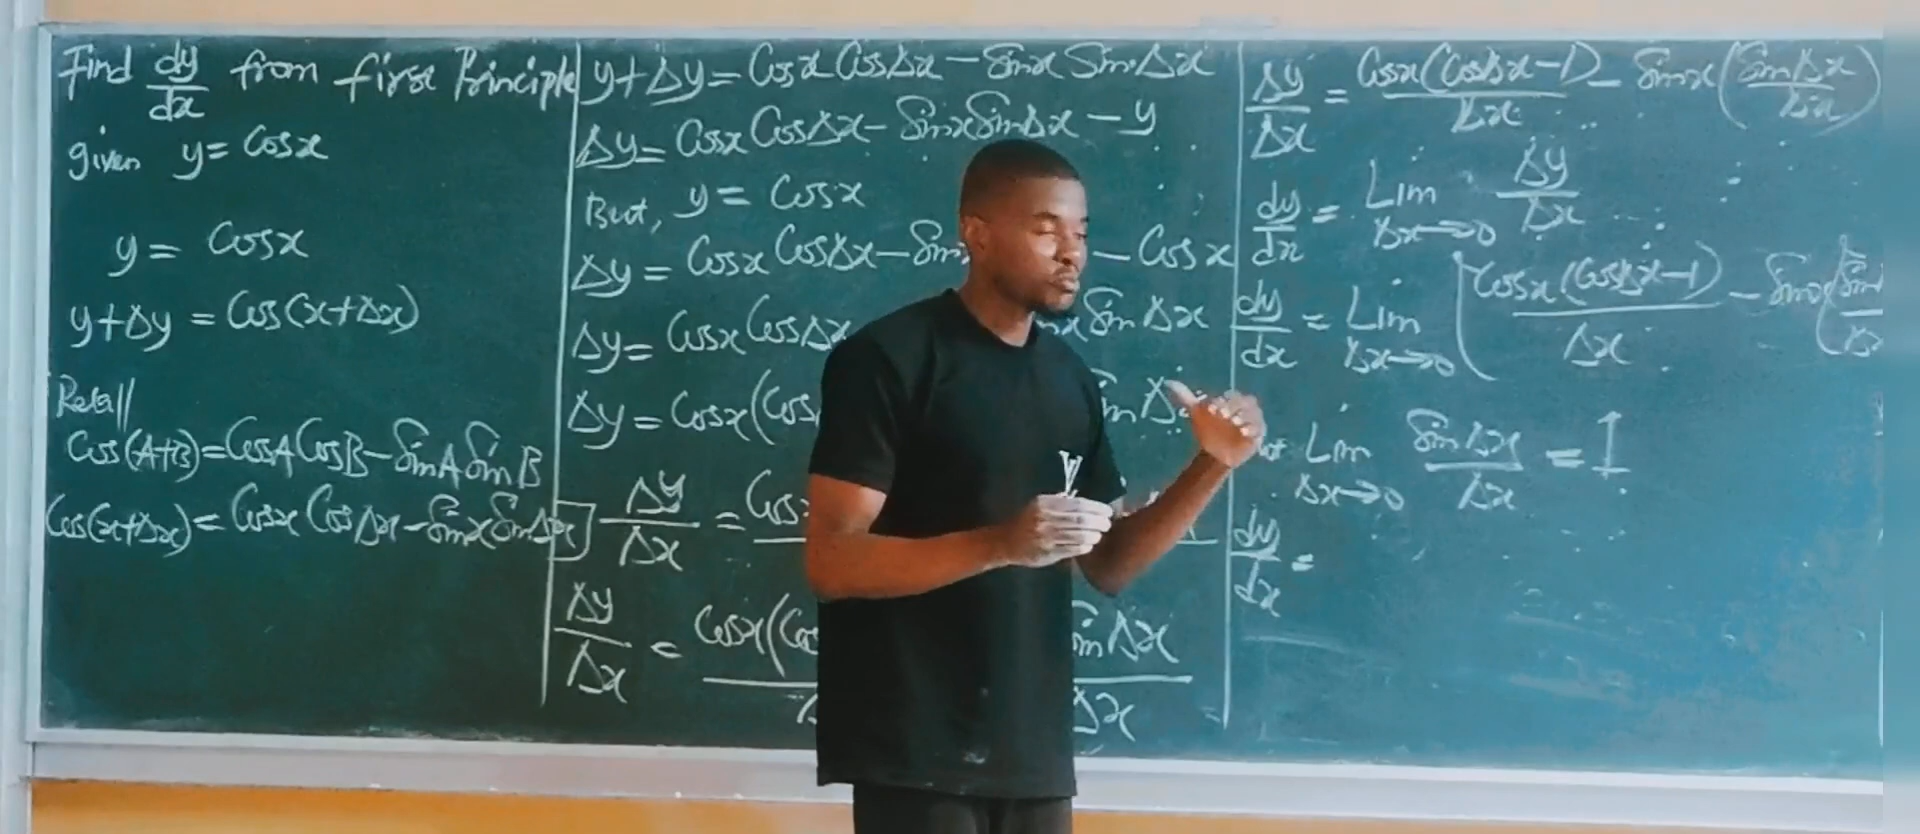 Find dy/dx from first Principle
given y = Cosx
y = Cosx
y+Δy = Cos(x+Δx)
Recall
Cos(A+B)=CosA CosB-SinA SinB
Cos(x+Δx)= Cosx CosΔx-Sinx SinΔx
y+Δy= Cosx CosΔx - Sinx SinΔx
Δy= Cosx CosΔx - Sinx SinΔx - y
But, y = Cosx
Δy = Cosx CosΔx - Sin - Cosx
Δy= Cosx CosΔx Sin Δx
Δy = Cosx(Cos Δx
Δy/Δx = Cosx
Δy/Δx = Cosx(Cos Sin Δx Δx
Δy/Δx = Cosx(CosΔx-1)/Δx - Sinx(SinΔx/Δx)
dy/dx = Lim Δx→0 Δy/Δx
dy/dx = Lim Δx→0 [Cosx(CosΔx-1)/Δx - Sinx(Sin
Lim Δx→0 SinΔx/Δx = 1
dy/dx =